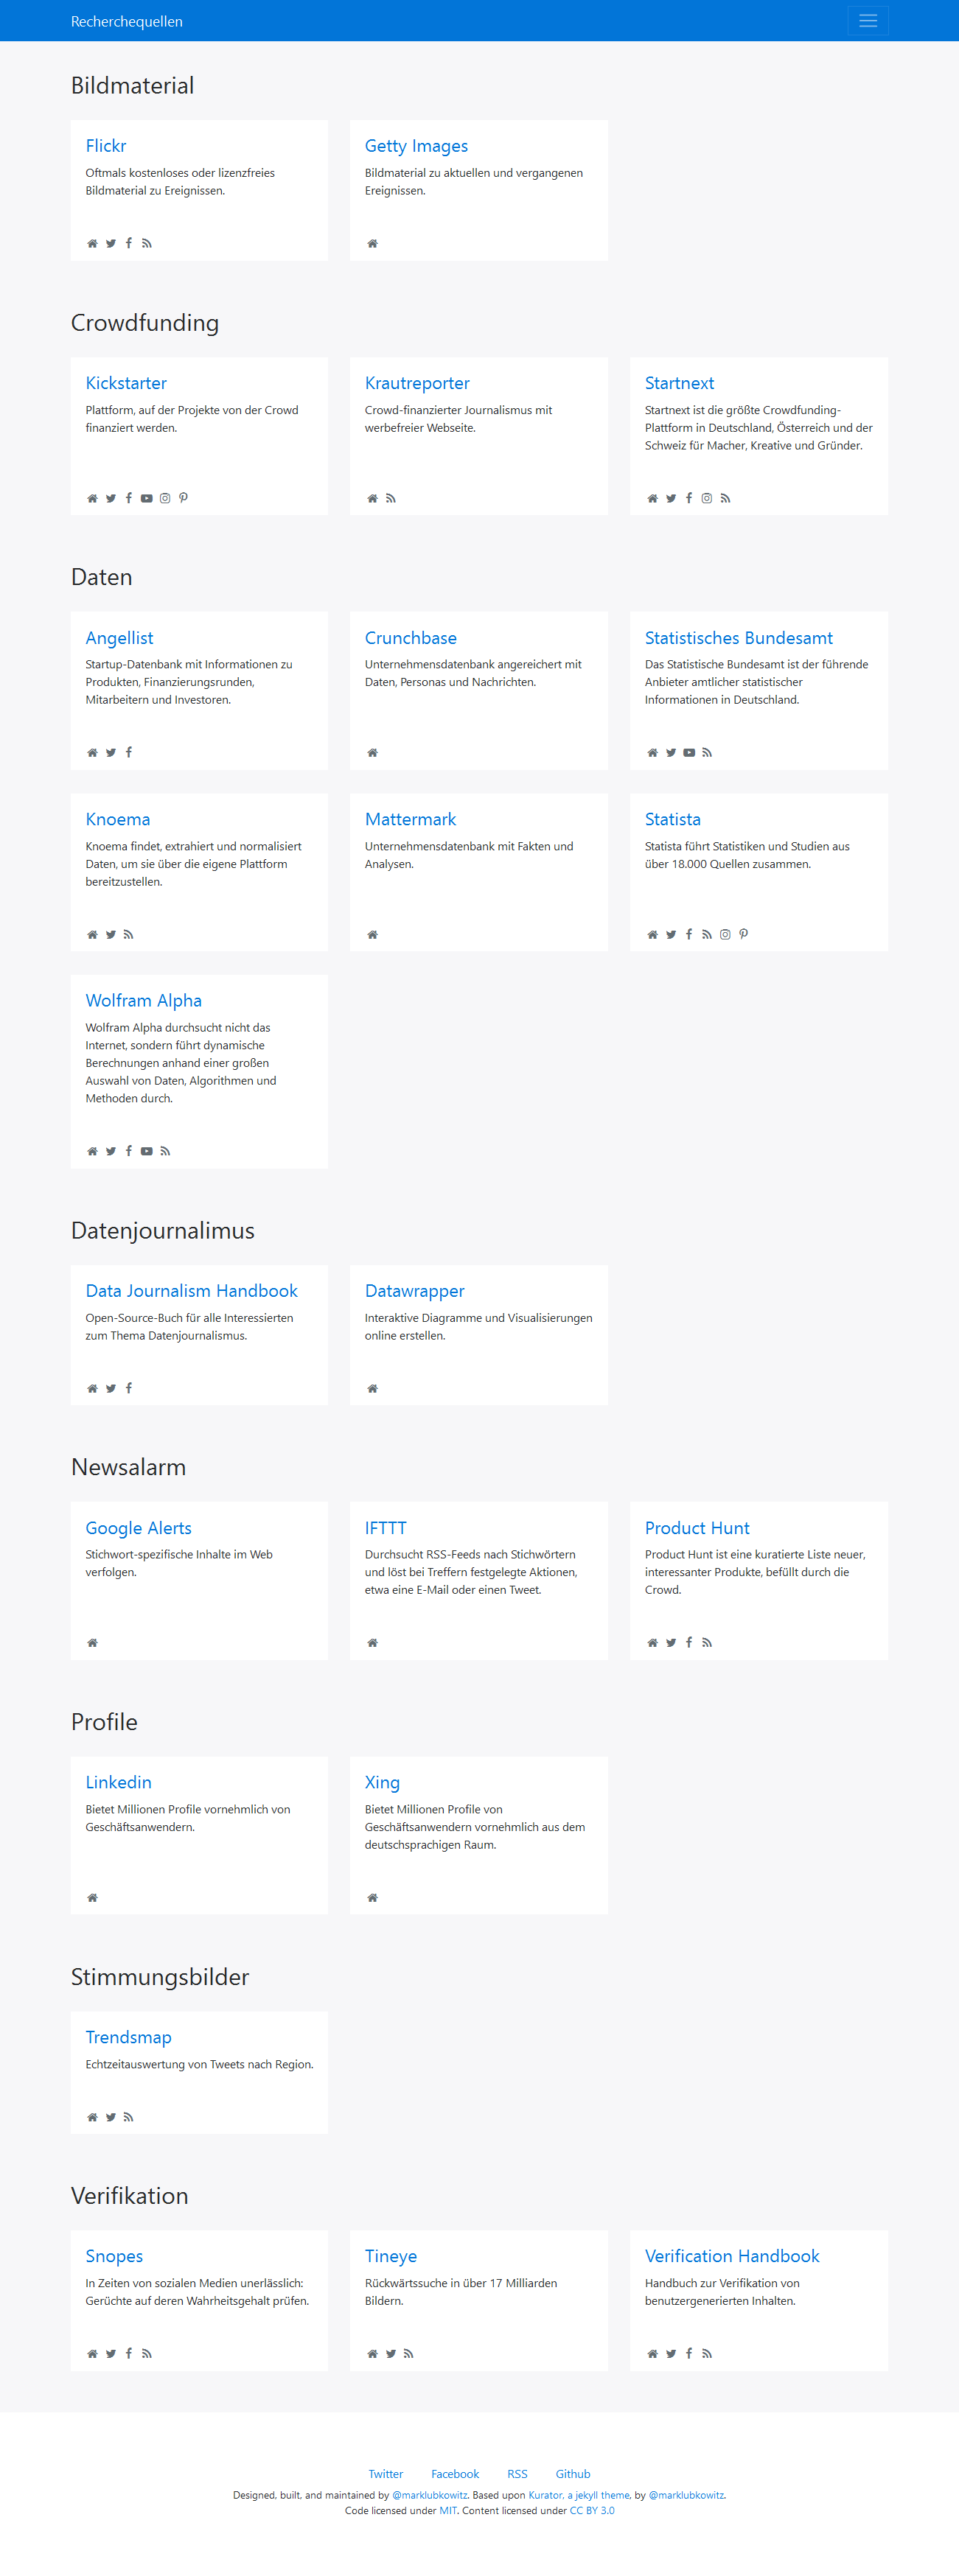 Recherchequellen
Bildmaterial
Flickr
Oftmals kostenloses oder lizenzfreies
Bildmaterial zu Ereignissen.
Getty Images
Bildmaterial zu aktuellen und vergangenen
Ereignissen.
Crowdfunding
Kickstarter
Plattform, auf der Projekte von der Crowd
finanziert werden.
Krautreporter
Crowd-finanzierter Journalismus mit
werbefreier Webseite.
Startnext
Startnext ist die größte Crowdfunding-
Plattform in Deutschland, Österreich und der
Schweiz für Macher, Kreative und Gründer.
Daten
Angellist
Startup-Datenbank mit Informationen zu
Produkten, Finanzierungsrunden,
Mitarbeitern und Investoren.
Crunchbase
Unternehmensdatenbank angereichert mit
Daten, Personas und Nachrichten.
Statistisches Bundesamt
Das Statistische Bundesamt ist der führende
Anbieter amtlicher statistischer
Informationen in Deutschland.
Knoema
Knoema findet, extrahiert und normalisiert
Daten, um sie über die eigene Plattform
bereitzustellen.
Mattermark
Unternehmensdatenbank mit Fakten und
Analysen.
Statista
Statista führt Statistiken und Studien aus
über 18.000 Quellen zusammen.
Wolfram Alpha
Wolfram Alpha durchsucht nicht das
Internet, sondern führt dynamische
Berechnungen anhand einer großen
Auswahl von Daten, Algorithmen und
Methoden durch.
Datenjournalimus
Data Journalism Handbook
Open-Source-Buch für alle Interessierten
zum Thema Datenjournalismus.
Datawrapper
Interaktive Diagramme und Visualisierungen
online erstellen.
Newsalarm
Google Alerts
Stichwort-spezifische Inhalte im Web
verfolgen.
IFTTT
Durchsucht RSS-Feeds nach Stichwörtern
und löst bei Treffern festgelegte Aktionen,
etwa eine E-Mail oder einen Tweet.
Product Hunt
Product Hunt ist eine kuratierte Liste neuer,
interessanter Produkte, befüllt durch die
Crowd.
Profile
Linkedin
Bietet Millionen Profile vornehmlich von
Geschäftsanwendern.
Xing
Bietet Millionen Profile von
Geschäftsanwendern vornehmlich aus dem
deutschsprachigen Raum.
Stimmungsbilder
Trendsmap
Echtzeitauswertung von Tweets nach Region.
Verifikation
Snopes
In Zeiten von sozialen Medien unerlässlich:
Gerüchte auf deren Wahrheitsgehalt prüfen.
Tineye
Rückwärtssuche in über 17 Milliarden
Bildern.
Verification Handbook
Handbuch zur Verifikation von
benutzergenerierten Inhalten.
Twitter Facebook RSS Github
Designed, built, and maintained by @marklubkowitz. Based upon Kurator, a jekyll theme, by @marklubkowitz.
Code licensed under MIT. Content licensed under CC BY 3.0